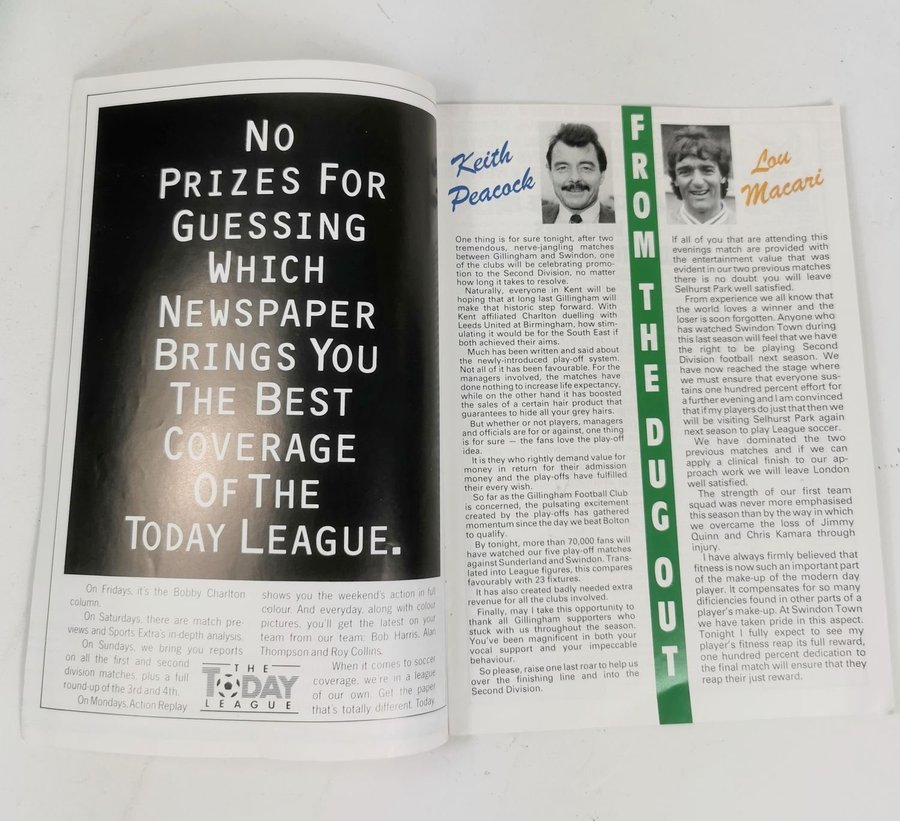 NO
PRIZES FOR
GUESSING
WHICH
NEWSPAPER
BRINGS YOU
THE BEST
COVERAGE
OF THE
TODAY LEAGUE.
On Fridays, it's the Bobby Charlton
column.
On Saturdays, there are match pre-
views and Sports Extra's in-depth analysis.
On Sundays, we bring you reports
on all the first and second
division matches, plus a full
round-up of the 3rd and 4th.
On Mondays, Action Replay
THE
TODAY
LEAGUE
shows you the weekend's action in full
colour. And everyday, along with colour
pictures, you'll get the latest on your
team from our team: Bob Harris, Alan
Thompson and Roy Collins.
When it comes to soccer
coverage, we're in a league
of our own. Get the paper
that's totally different. Today.
Keith
Peacock
One thing is for sure tonight, after two
tremendous, nerve-jangling matches
between Gillingham and Swindon, one
of the clubs will be celebrating promo-
tion to the Second Division, no matter
how long it takes to resolve.
Naturally, everyone in Kent will be
hoping that at long last Gillingham will
make that historic step forward. With
Kent affiliated Charlton duelling with
Leeds United at Birmingham, how stim-
ulating it would be for the South East if
both achieved their aims.
Much has been written and said about
the newly-introduced play-off system.
Not all of it has been favourable. For the
managers involved, the matches have
done nothing to increase life expectancy,
while on the other hand it has boosted
the sales of a certain hair product that
guarantees to hide all your grey hairs.
But whether or not players, managers
and officials are for or against, one thing
is for sure — the fans love the play-off
idea.
It is they who rightly demand value for
money in return for their admission
money and the play-offs have fulfilled
their every wish.
So far as the Gillingham Football Club
is concerned, the pulsating excitement
created by the play-offs has gathered
momentum since the day we beat Bolton
to qualify.
By tonight, more than 70,000 fans will
have watched our five play-off matches
against Sunderland and Swindon. Trans-
lated into League figures, this compares
favourably with 23 fixtures.
It has also created badly needed extra
revenue for all the clubs involved.
Finally, may I take this opportunity to
thank all Gillingham supporters who
stuck with us throughout the season.
You've been magnificent in both your
vocal support and your impeccable
behaviour.
So please, raise one last roar to help us
over the finishing line and into the
Second Division.
FROM THE DUG OUT
Lou
Macari
If all of you that are attending this
evenings match are provided with
the entertainment value that was
evident in our two previous matches
there is no doubt you will leave
Selhurst Park well satisfied.
From experience we all know that
the world loves a winner and the
loser is soon forgotten. Anyone who
has watched Swindon Town during
this last season will feel that we have
the right to be playing Second
Division football next season. We
have now reached the stage where
we must ensure that everyone sus-
tains one hundred percent effort for
a further evening and I am convinced
that if my players do just that then we
will be visiting Selhurst Park again
next season to play League soccer.
We have dominated the two
previous matches and if we can
apply a clinical finish to our ap-
proach work we will leave London
well satisfied.
The strength of our first team
squad was never more emphasised
this season than by the way in which
we overcame the loss of Jimmy
Quinn and Chris Kamara through
injury.
I have always firmly believed that
fitness is now such an important part
of the make-up of the modern day
player. It compensates for so many
dificiencies found in other parts of a
player's make-up. At Swindon Town
we have taken pride in this aspect.
Tonight I fully expect to see my
player's fitness reap its full reward,
one hundred percent dedication to
the final match will ensure that they
reap their just reward.